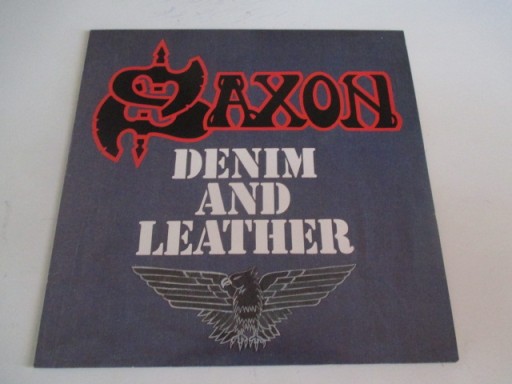 SAXON
DENIM
AND
LEATHER